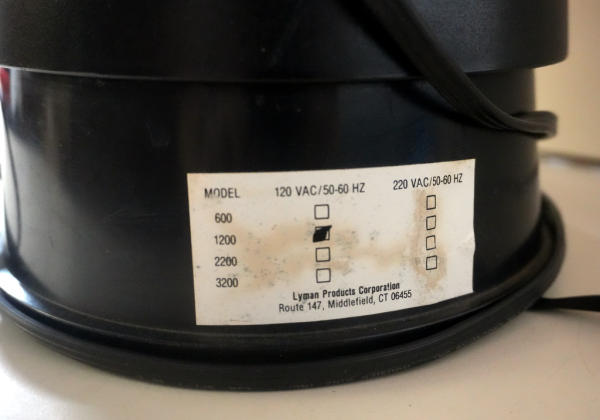 MODEL 120 VAC/50-60 HZ 220 VAC/50-60 HZ
600
1200
2200
3200
Lyman Products Corporation
Route 147, Middlefield, CT 06455